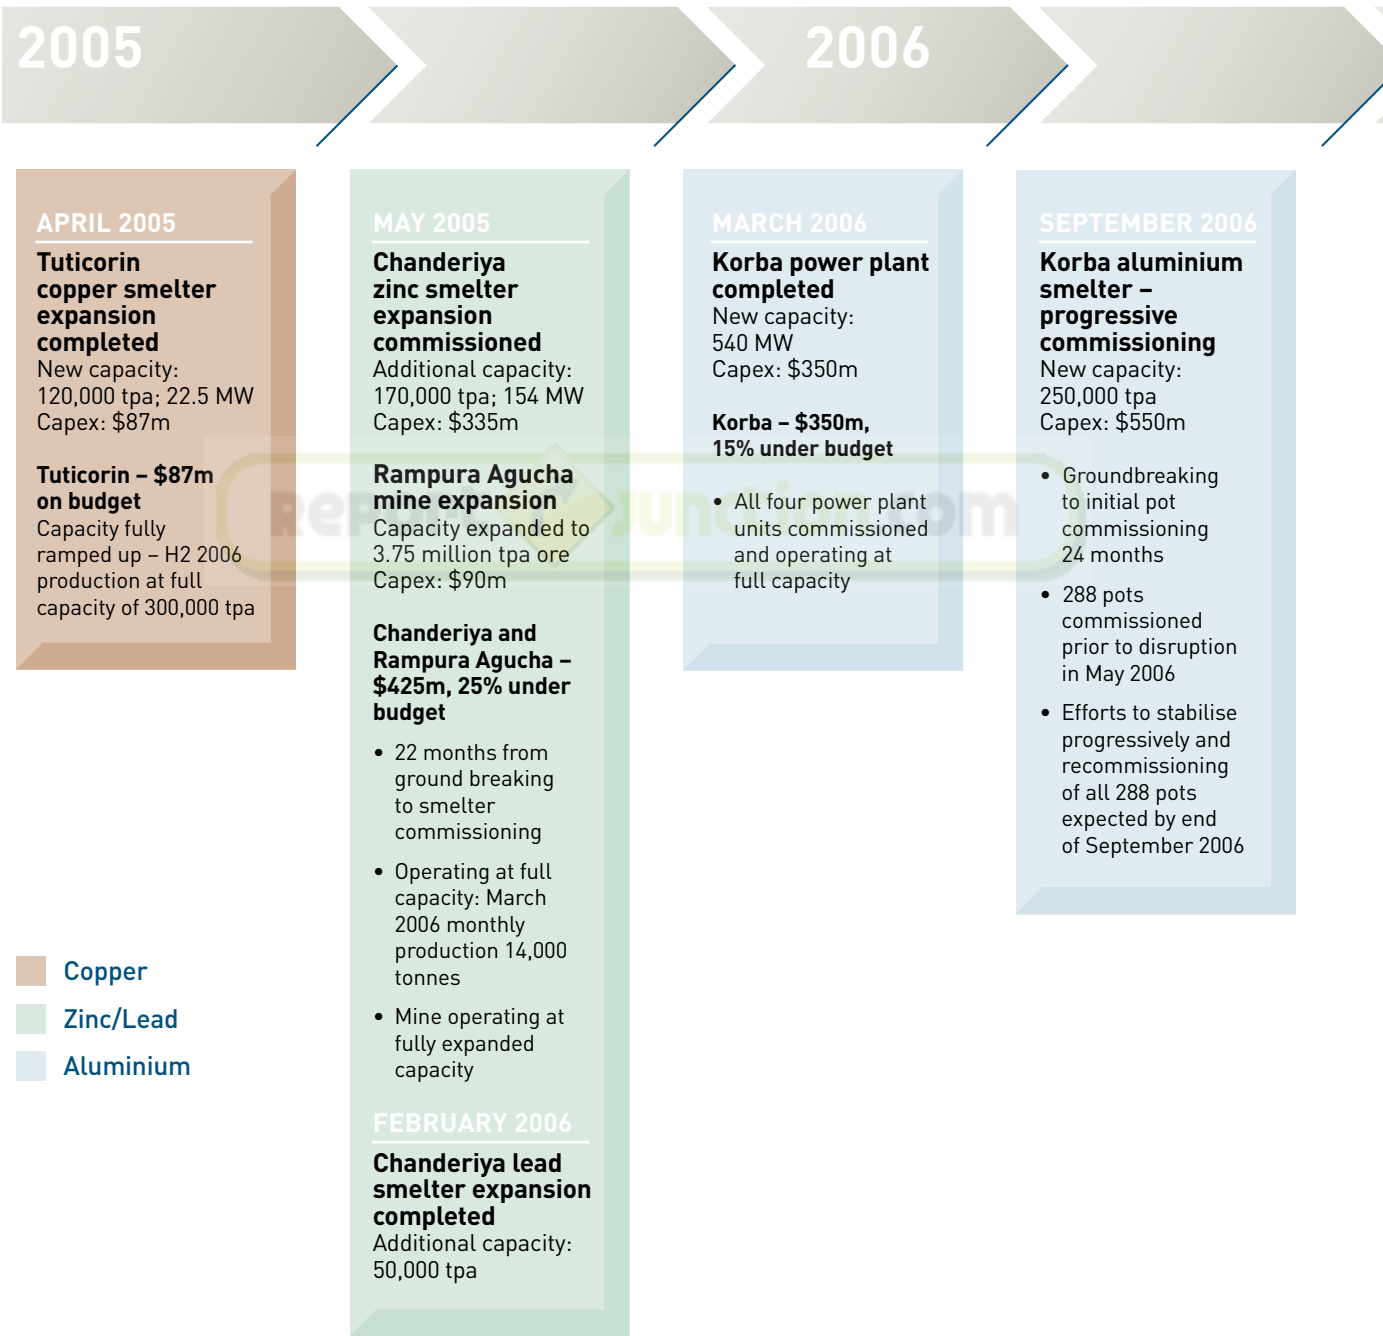 2005
2006
APRIL 2005
Tuticorin
copper smelter
expansion
completed
New capacity:
120,000 tpa; 22.5 MW
Capex: $87m
Tuticorin – $87m
on budget
Capacity fully
ramped up – H2 2006
production at full
capacity of 300,000 tpa
MAY 2005
Chanderiya
zinc smelter
expansion
commissioned
Additional capacity:
170,000 tpa; 154 MW
Capex: $335m
Rampura Agucha
mine expansion
Capacity expanded to
3.75 million tpa ore
Capex: $90m
Chanderiya and
Rampura Agucha –
$425m, 25% under
budget
• 22 months from
ground breaking
to smelter
commissioning
• Operating at full
capacity: March
2006 monthly
production 14,000
tonnes
• Mine operating at
fully expanded
capacity
FEBRUARY 2006
Chanderiya lead
smelter expansion
completed
Additional capacity:
50,000 tpa
MARCH 2006
Korba power plant
completed
New capacity:
540 MW
Capex: $350m
Korba – $350m,
15% under budget
• All four power plant
units commissioned
and operating at
full capacity
SEPTEMBER 2006
Korba aluminium
smelter –
progressive
commissioning
New capacity:
250,000 tpa
Capex: $550m
• Groundbreaking
to initial pot
commissioning
24 months
• 288 pots
commissioned
prior to disruption
in May 2006
• Efforts to stabilise
progressively and
recommissioning
of all 288 pots
expected by end
of September 2006
Copper
Zinc/Lead
Aluminium
Report Junction.com